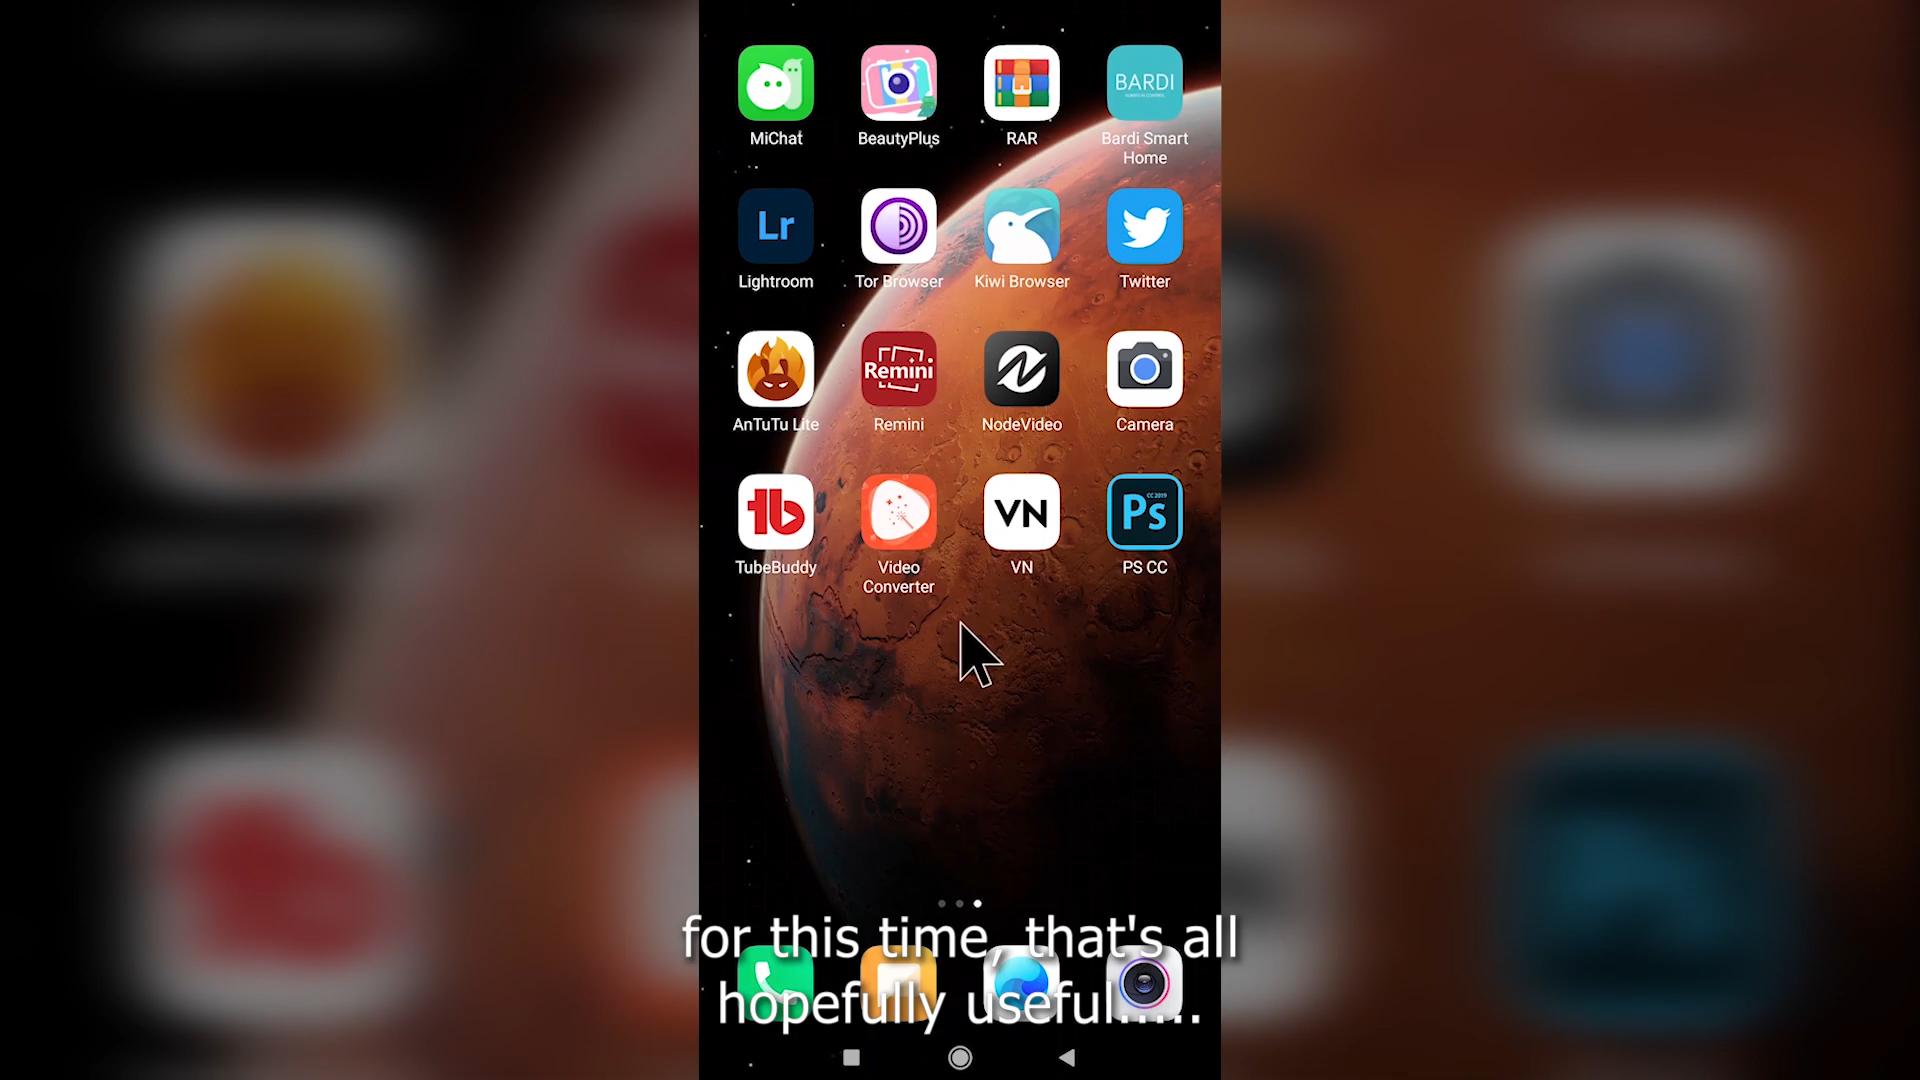 MiChat
BeautyPlus
RAR
BARDI
Bardi Smart
Home
Lr
Lightroom
Tor Browser
Kiwi Browser
Twitter
AnTuTu Lite
Remini
Remini
NodeVideo
Camera
tb
TubeBuddy
Video
Converter
VN
VN
CC 2019
Ps
PS CC
for this time, that's all
hopefully useful.....